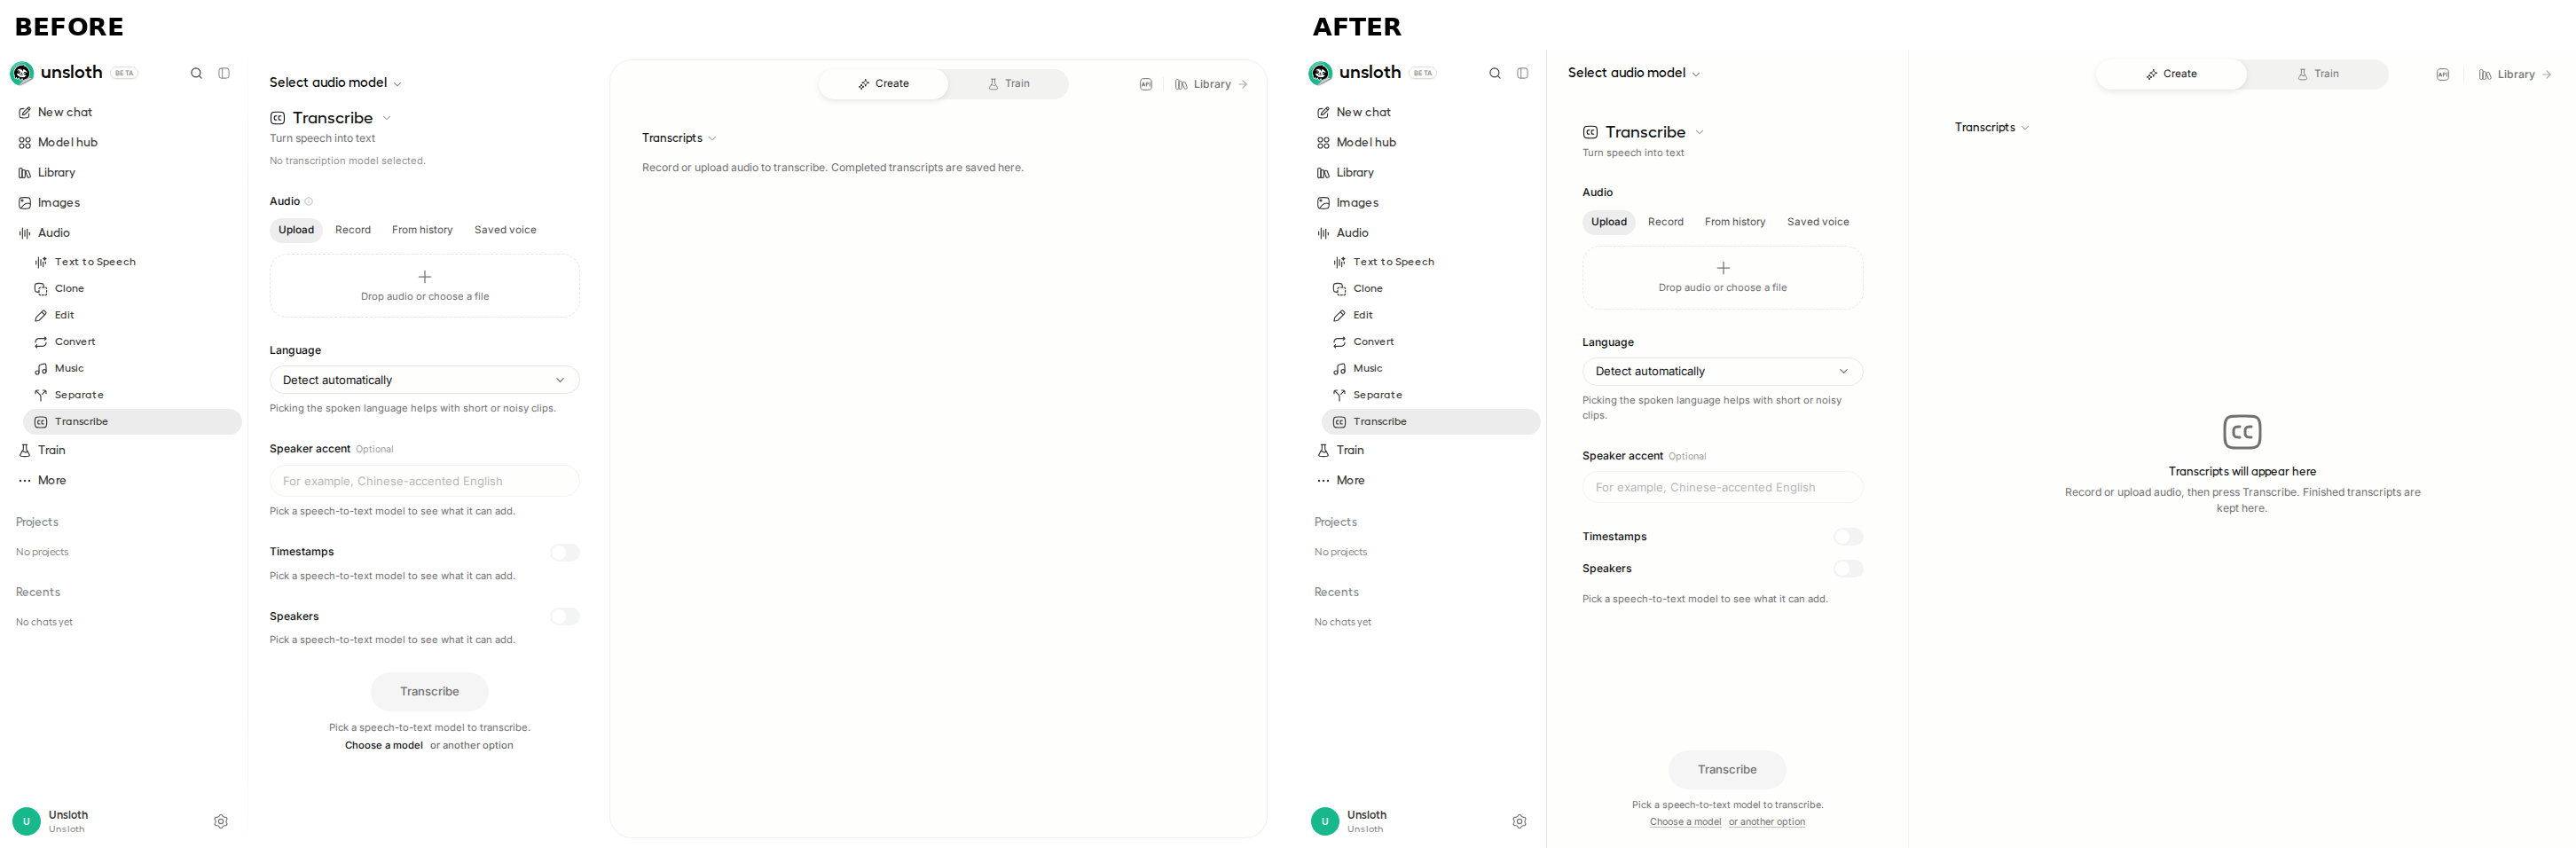 BEFORE
unsloth BETA
New chat
Model hub
Library
Images
Audio
Text to Speech
Clone
Edit
Convert
Music
Separate
Transcribe
Train
More
Projects
No projects
Recents
No chats yet
U
Unsloth
Unsloth
Select audio model
CC Transcribe
Turn speech into text
No transcription model selected.
Audio
Upload Record From history Saved voice
Drop audio or choose a file
Language
Detect automatically
Picking the spoken language helps with short or noisy clips.
Speaker accent Optional
For example, Chinese-accented English
Pick a speech-to-text model to see what it can add.
Timestamps
Pick a speech-to-text model to see what it can add.
Speakers
Pick a speech-to-text model to see what it can add.
Transcribe
Pick a speech-to-text model to transcribe.
Choose a model or another option
Create Train
API Library
Transcripts
Record or upload audio to transcribe. Completed transcripts are saved here.
AFTER
unsloth BETA
New chat
Model hub
Library
Images
Audio
Text to Speech
Clone
Edit
Convert
Music
Separate
Transcribe
Train
More
Projects
No projects
Recents
No chats yet
U
Unsloth
Unsloth
Select audio model
CC Transcribe
Turn speech into text
Audio
Upload Record From history Saved voice
Drop audio or choose a file
Language
Detect automatically
Picking the spoken language helps with short or noisy
clips.
Speaker accent Optional
For example, Chinese-accented English
Timestamps
Speakers
Pick a speech-to-text model to see what it can add.
Transcribe
Pick a speech-to-text model to transcribe.
Choose a model or another option
Create Train
API Library
Transcripts
CC
Transcripts will appear here
Record or upload audio, then press Transcribe. Finished transcripts are
kept here.